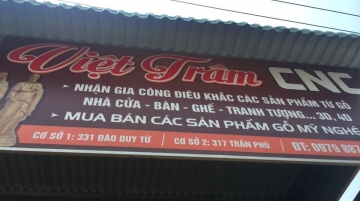 Việt Trâm CNC
➤ NHẬN GIA CÔNG ĐIÊU KHẮC CÁC SẢN PHẨM TỪ GỖ
NHÀ CỬA - BÀN - GHẾ - TRANH TƯỢNG... 3D, 4D
➤ MUA BÁN CÁC SẢN PHẨM GỖ MỸ NGHỆ
CƠ SỞ 1: 331 ĐÀO DUY TỪ / CƠ SỞ 2: 317 TRẦN PHÚ / ĐT: 0979